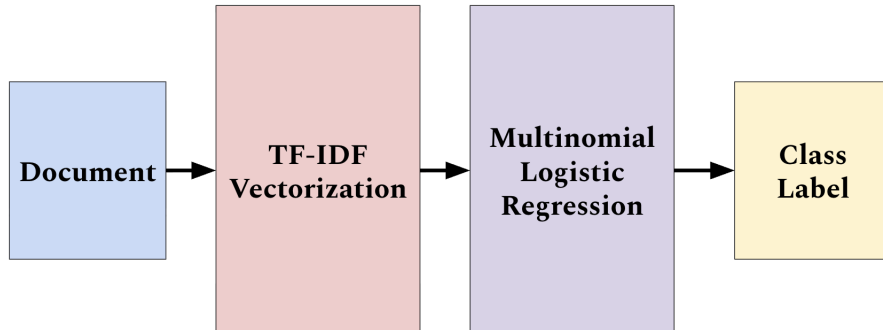 Document
TF-IDF
Vectorization
Multinomial
Logistic
Regression
Class
Label